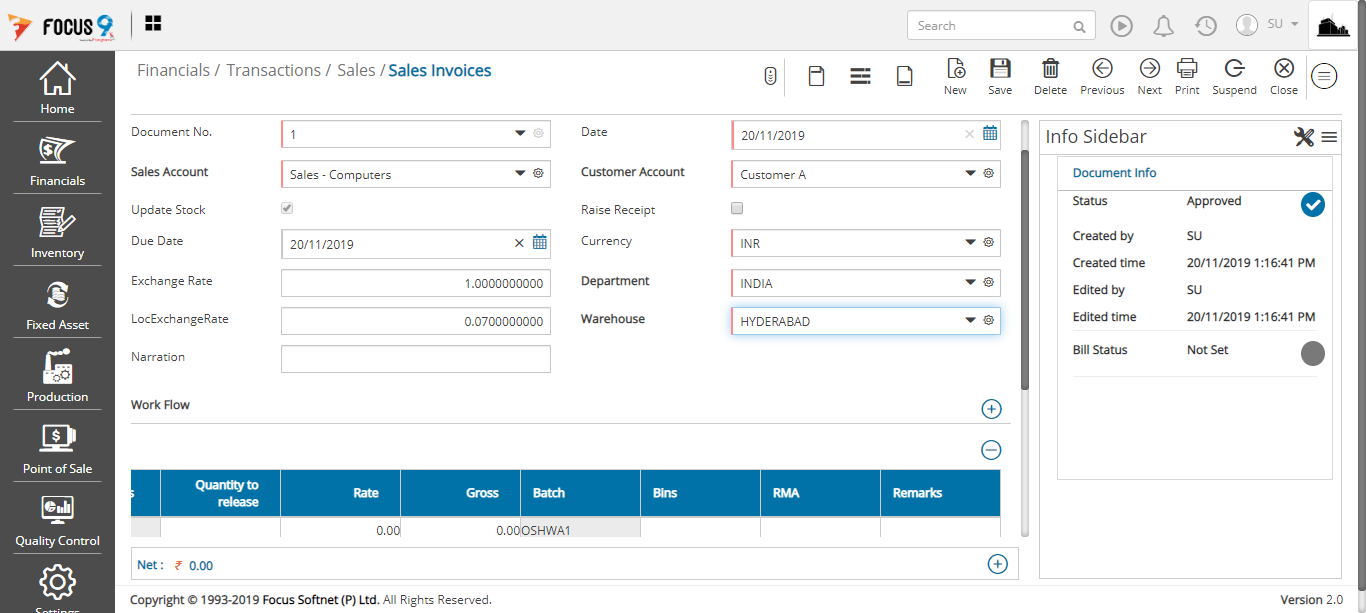 FOCUS 9
Search
SU
Home
Financials
Inventory
Fixed Asset
Production
Point of Sale
Quality Control
Settings
Financials / Transactions / Sales / Sales Invoices
New Save Delete Previous Next Print Suspend Close
Document No. 1 Date 20/11/2019
Sales Account Sales - Computers Customer Account Customer A
Update Stock Raise Receipt
Due Date 20/11/2019 Currency INR
Exchange Rate 1.0000000000 Department INDIA
LocExchangeRate 0.0700000000 Warehouse HYDERABAD
Narration
Work Flow
s Quantity to release Rate Gross Batch Bins RMA Remarks
0.00 0.00 OSHWA1
Net : ₹ 0.00
Info Sidebar
Document Info
Status Approved
Created by SU
Created time 20/11/2019 1:16:41 PM
Edited by SU
Edited time 20/11/2019 1:16:41 PM
Bill Status Not Set
Copyright © 1993-2019 Focus Softnet (P) Ltd. All Rights Reserved.
Version 2.0